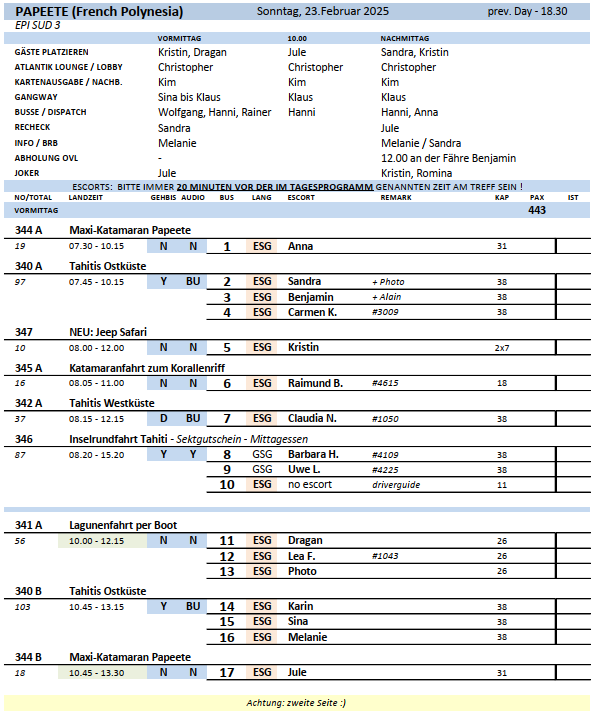 PAPEETE (French Polynesia) Sonntag, 23.Februar 2025 prev. Day - 18.30
EPI SUD 3
VORMITTAG 10.00 NACHMITTAG
GÄSTE PLATZIEREN Kristin, Dragan Jule Sandra, Kristin
ATLANTIK LOUNGE / LOBBY Christopher Christopher Christopher
KARTENAUSGABE / NACHB. Kim Kim Kim
GANGWAY Sina bis Klaus Klaus Klaus
BUSSE / DISPATCH Wolfgang, Hanni, Rainer Hanni Hanni, Anna
RECHECK Sandra Jule
INFO / BRB Melanie Melanie / Sandra
ABHOLUNG OVL - 12.00 an der Fähre Benjamin
JOKER Jule Kristin, Romina
ESCORTS: BITTE IMMER 20 MINUTEN VOR DER IM TAGESPROGRAMM GENANNTEN ZEIT AM TREFF SEIN !
NO/TOTAL LANDZEIT GEHBIS AUDIO BUS LANG ESCORT REMARK KAP PAX IST
VORMITTAG 443
344 A Maxi-Katamaran Papeete
19 07.30 - 10.15 N N 1 ESG Anna 31
340 A Tahitis Ostküste
97 07.45 - 10.15 Y BU 2 ESG Sandra + Photo 38
3 ESG Benjamin + Alain 38
4 ESG Carmen K. #3009 38
347 NEU: Jeep Safari
10 08.00 - 12.00 N N 5 ESG Kristin 2x7
345 A Katamaranfahrt zum Korallenriff
16 08.05 - 11.00 N N 6 ESG Raimund B. #4615 18
342 A Tahitis Westküste
37 08.15 - 12.15 D BU 7 ESG Claudia N. #1050 38
346 Inselrundfahrt Tahiti - Sektgutschein - Mittagessen
87 08.20 - 15.20 Y Y 8 GSG Barbara H. #4109 38
9 GSG Uwe L. #4225 38
10 ESG no escort driverguide 11
341 A Lagunenfahrt per Boot
56 10.00 - 12.15 N N 11 ESG Dragan 26
12 ESG Lea F. #1043 26
13 ESG Photo 26
340 B Tahitis Ostküste
103 10.45 - 13.15 Y BU 14 ESG Karin 38
15 ESG Sina 38
16 ESG Melanie 38
344 B Maxi-Katamaran Papeete
18 10.45 - 13.30 N N 17 ESG Jule 31
Achtung: zweite Seite :)